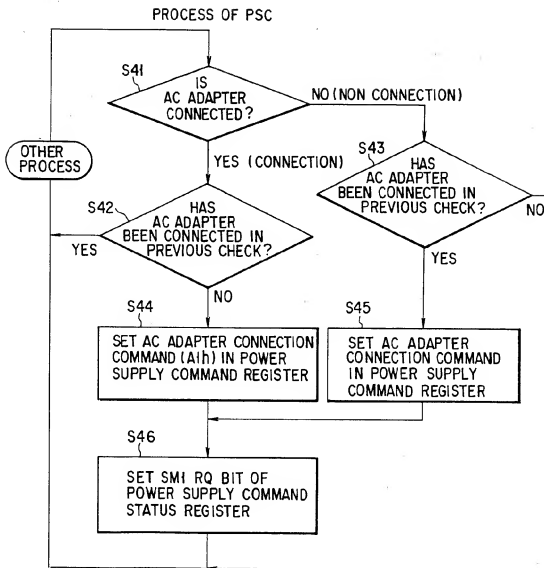 PROCESS OF PSC
S41
IS
AC ADAPTER
CONNECTED?
NO (NON CONNECTION)
OTHER
PROCESS
YES (CONNECTION)
S43
HAS
AC ADAPTER
BEEN CONNECTED IN
PREVIOUS CHECK?
NO
S42
HAS
AC ADAPTER
BEEN CONNECTED IN
PREVIOUS CHECK?
YES
YES
NO
S44
SET AC ADAPTER CONNECTION
COMMAND (A1h) IN POWER
SUPPLY COMMAND REGISTER
S45
SET AC ADAPTER
CONNECTION COMMAND
IN POWER SUPPLY
COMMAND REGISTER
S46
SET SMI RQ BIT OF
POWER SUPPLY COMMAND
STATUS REGISTER